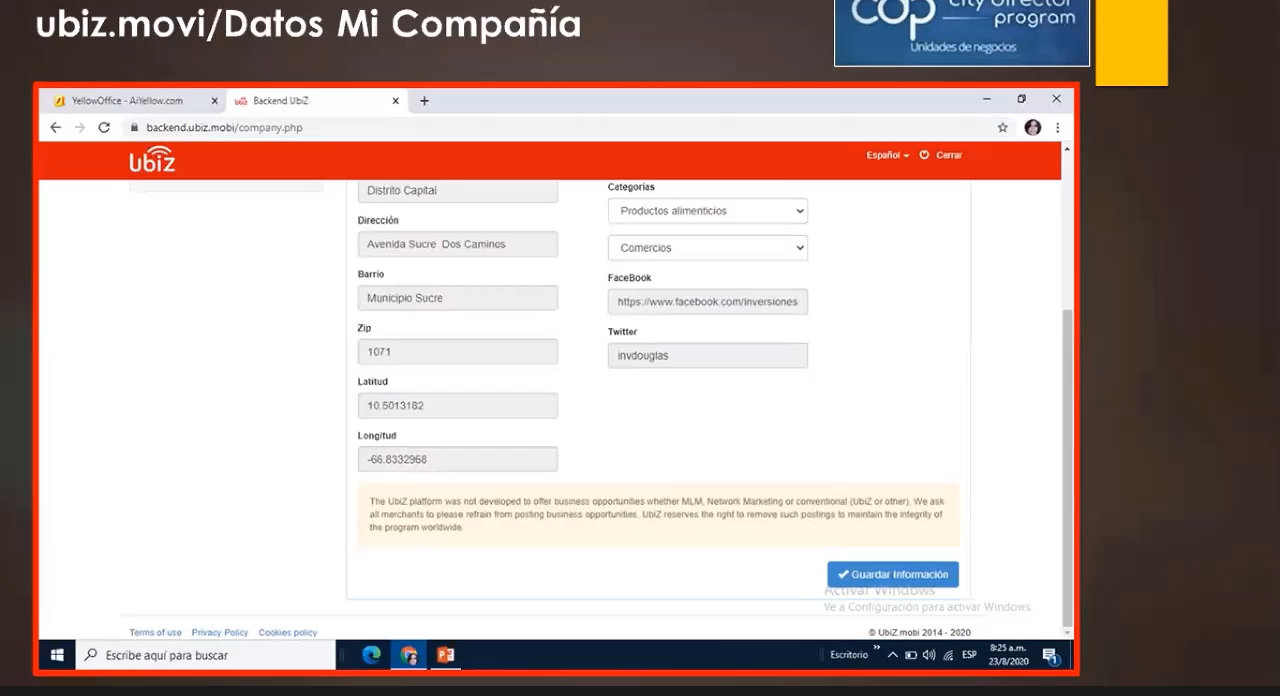 ubiz.movi/Datos Mi Compañía
cdp city director
program
Unidades de negocios
YellowOffice - AiYellow.com
Backend UbiZ
backend.ubiz.mobi/company.php
ubiz
Español
Cerrar
Distrito Capital
Dirección
Avenida Sucre Dos Caminos
Barrio
Municipio Sucre
Zip
1071
Latitud
10.5013182
Longitud
-66.8332968
Categorias
Productos alimenticios
Comercios
FaceBook
https://www.facebook.com/inversiones
Twitter
invdouglas
The UbiZ platform was not developed to offer business opportunities whether MLM, Network Marketing or conventional (UbiZ or other). We ask
all merchants to please refrain from posting business opportunities. UbiZ reserves the right to remove such postings to maintain the integrity of
the program worldwide.
Guardar Información
Activar Windows
Ve a Configuración para activar Windows.
Terms of use Privacy Policy Cookies policy
© UbiZ.mobi 2014 - 2020
Escribe aquí para buscar
Escritorio
ESP
8:25 a.m.
23/8/2020
1